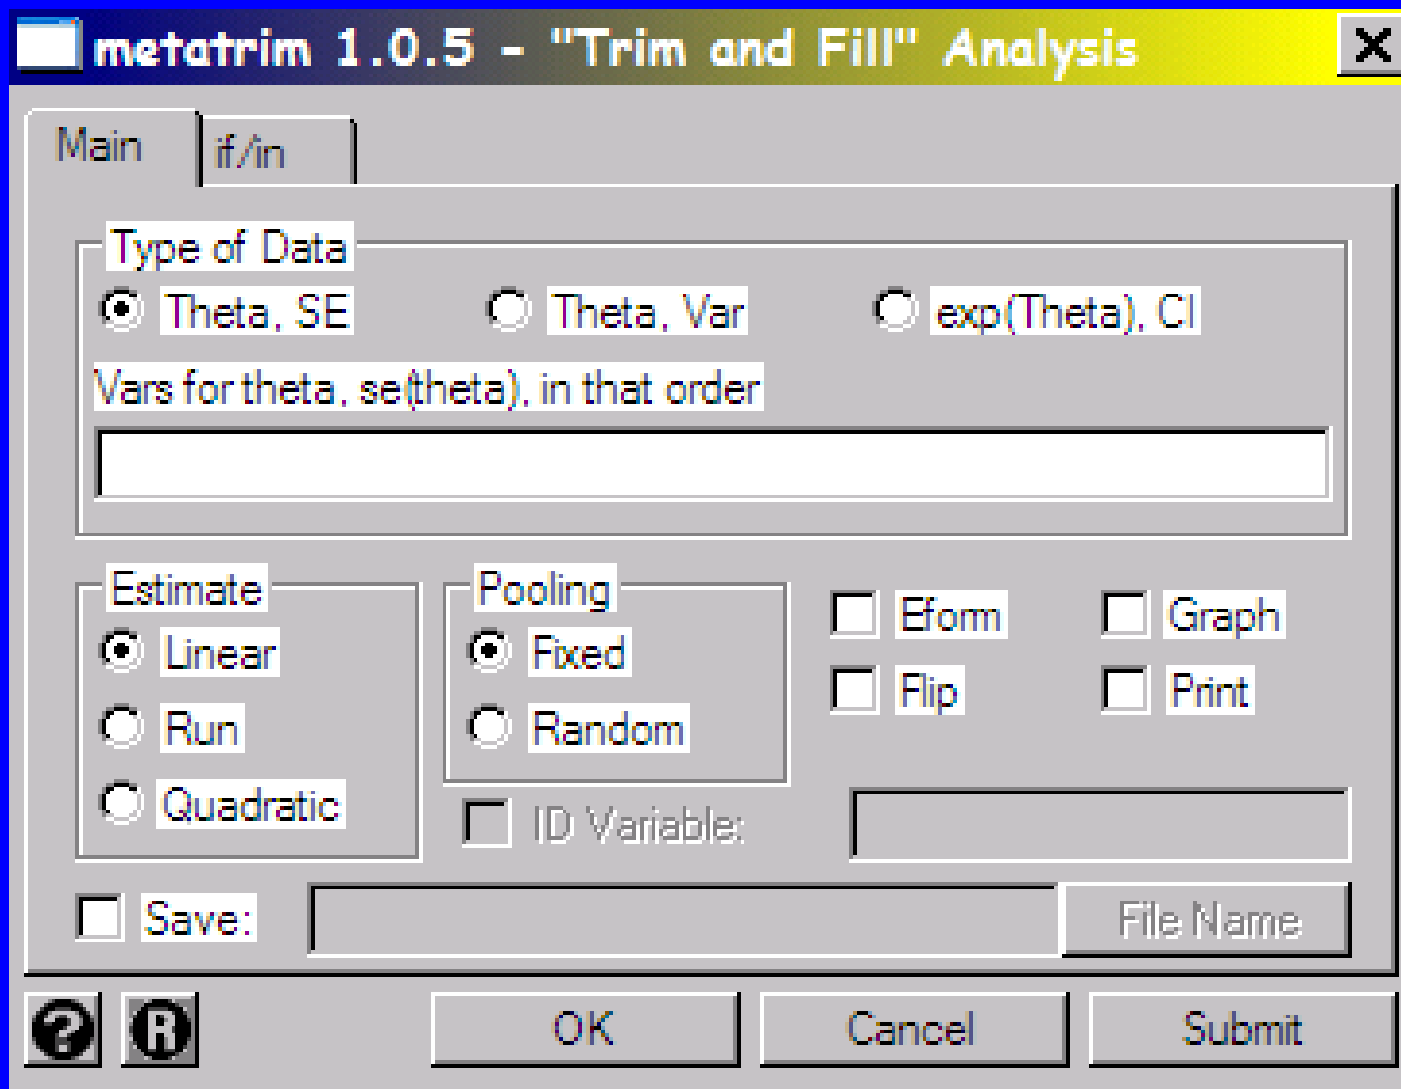 metatrim 1.0.5 - "Trim and Fill" Analysis
Main if/in
Type of Data
Theta, SE Theta, Var exp(Theta), CI
Vars for theta, se(theta), in that order
Estimate Pooling
Eform Graph
Linear Fixed
Flip Print
Run Random
Quadratic
ID Variable:
Save: File Name
? R OK Cancel Submit